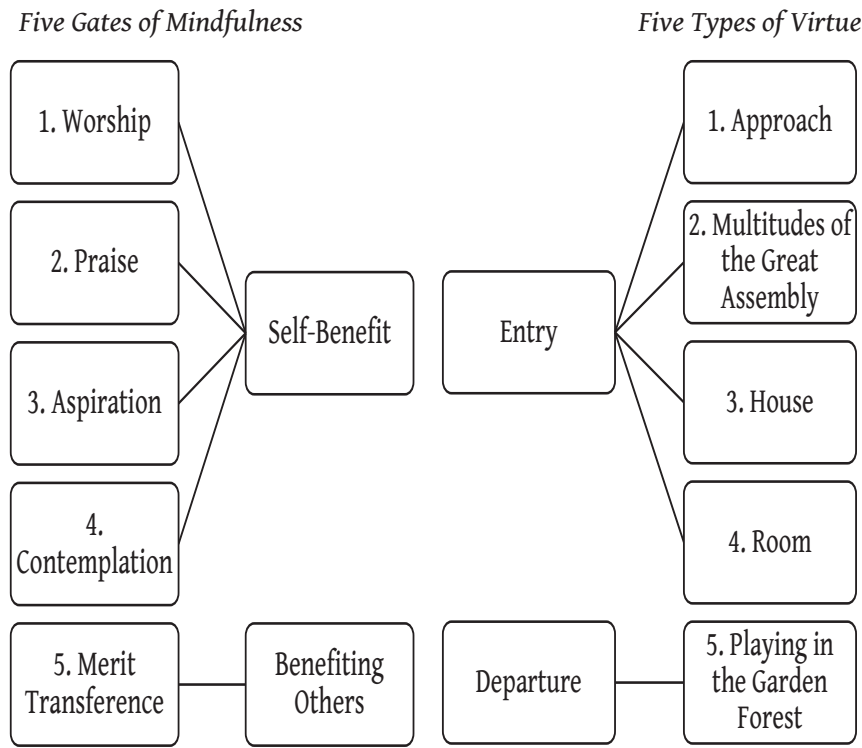 Five Gates of Mindfulness
Five Types of Virtue
1. Worship
2. Praise
3. Aspiration
4.
Contemplation
5. Merit
Transference
Self-Benefit
Benefiting
Others
Entry
Departure
1. Approach
2. Multitudes of
the Great
Assembly
3. House
4. Room
5. Playing in
the Garden
Forest